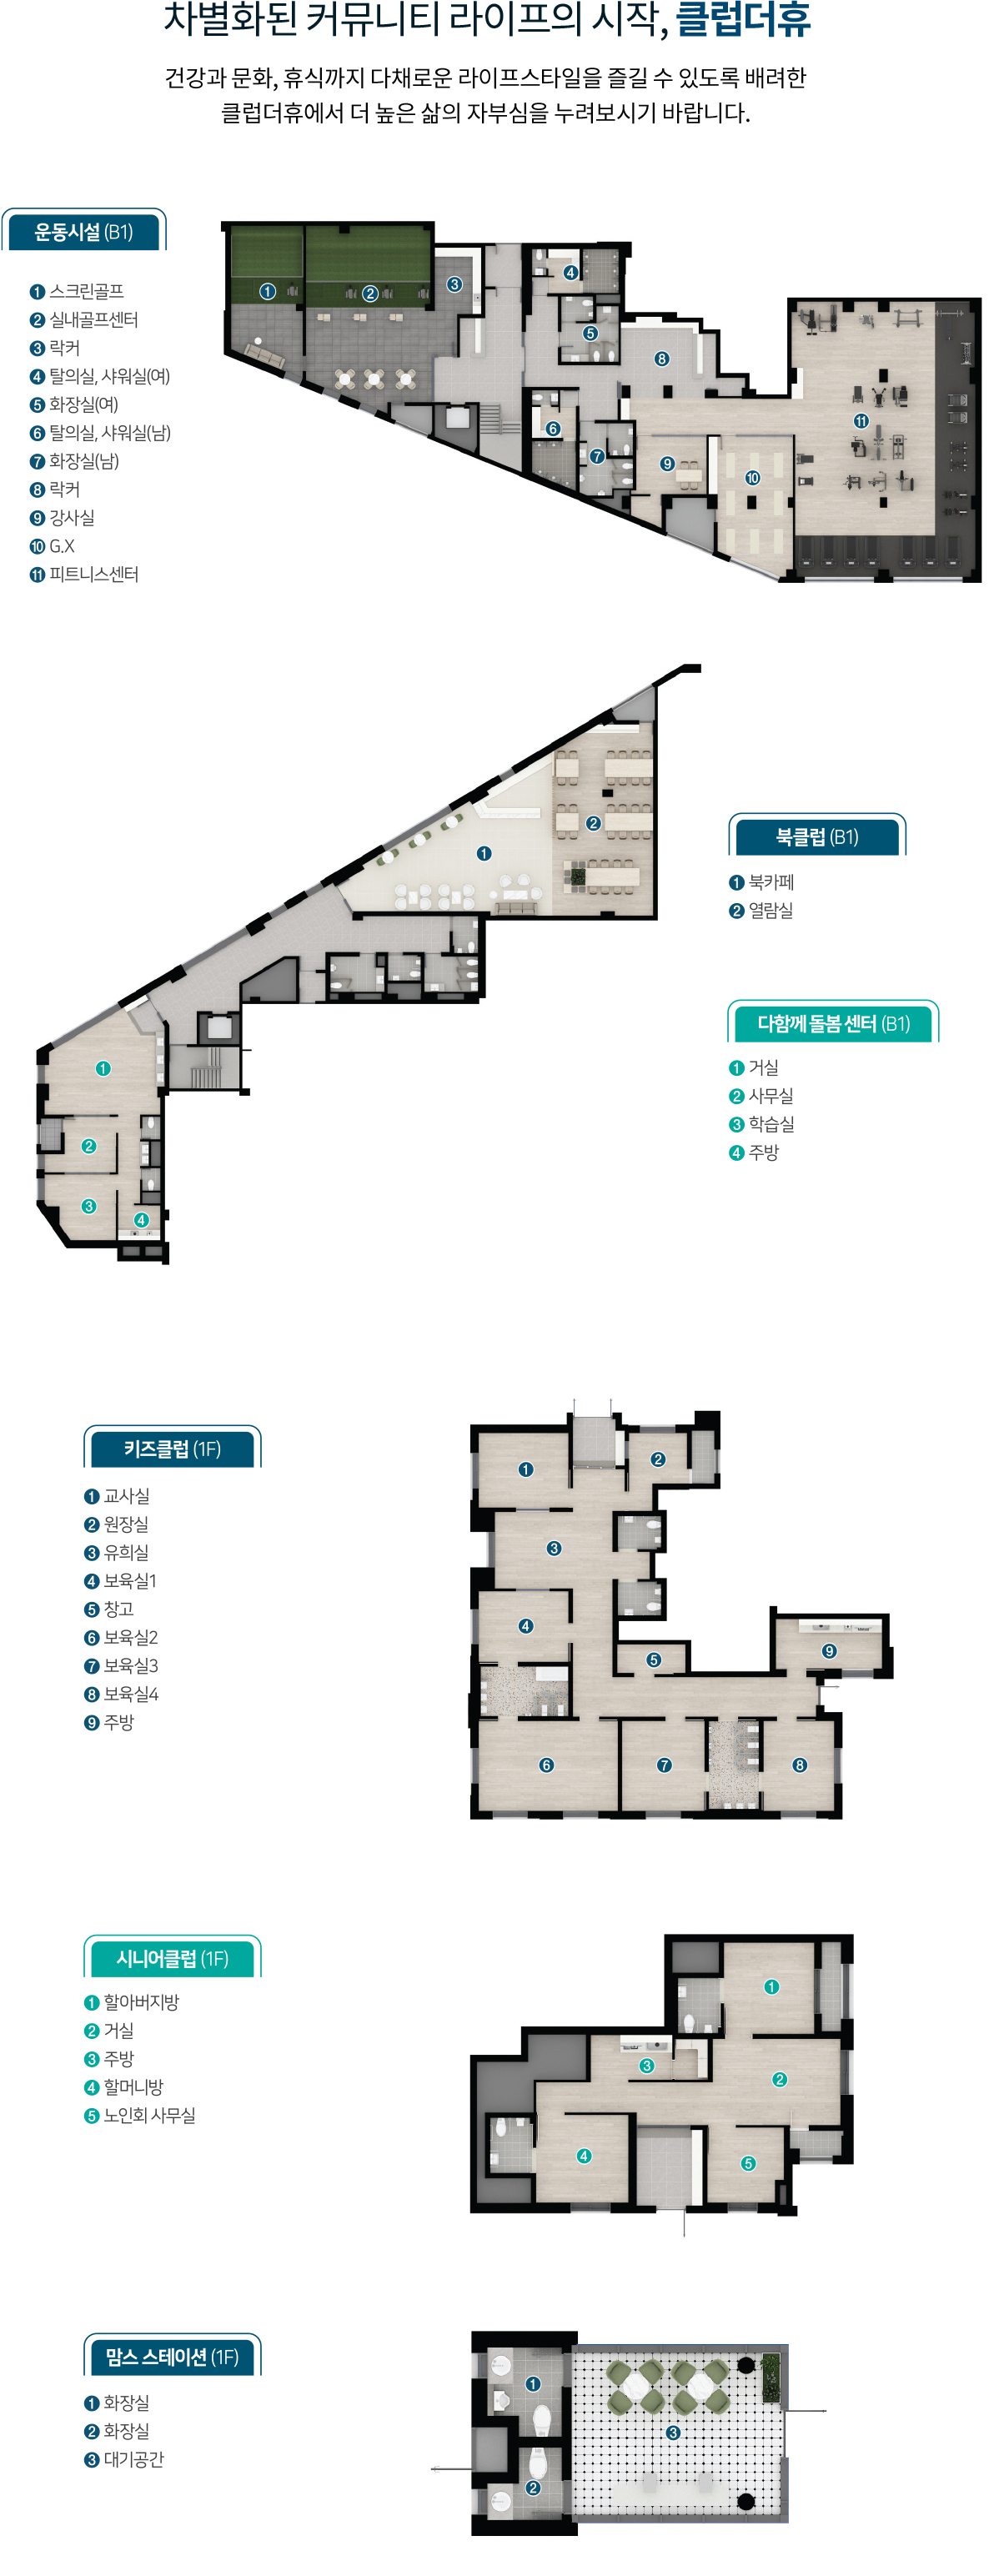 차별화된 커뮤니티 라이프의 시작, 클럽더휴
건강과 문화, 휴식까지 다채로운 라이프스타일을 즐길 수 있도록 배려한
클럽더휴에서 더 높은 삶의 자부심을 누려보시기 바랍니다.
운동시설 (B1)
1 스크린골프
2 실내골프센터
3 락커
4 탈의실, 샤워실(여)
5 화장실(여)
6 탈의실, 샤워실(남)
7 화장실(남)
8 락커
9 강사실
10 G.X
11 피트니스센터
1
2
3
4
5
6
7
8
9
10
11
북클럽 (B1)
1 북카페
2 열람실
1
2
다함께 돌봄 센터 (B1)
1 거실
2 사무실
3 학습실
4 주방
1
2
3
4
키즈클럽 (1F)
1 교사실
2 원장실
3 유희실
4 보육실1
5 창고
6 보육실2
7 보육실3
8 보육실4
9 주방
1
2
3
4
5
6
7
8
9
시니어클럽 (1F)
1 할아버지방
2 거실
3 주방
4 할머니방
5 노인회 사무실
1
2
3
4
5
맘스 스테이션 (1F)
1 화장실
2 화장실
3 대기공간
1
2
3